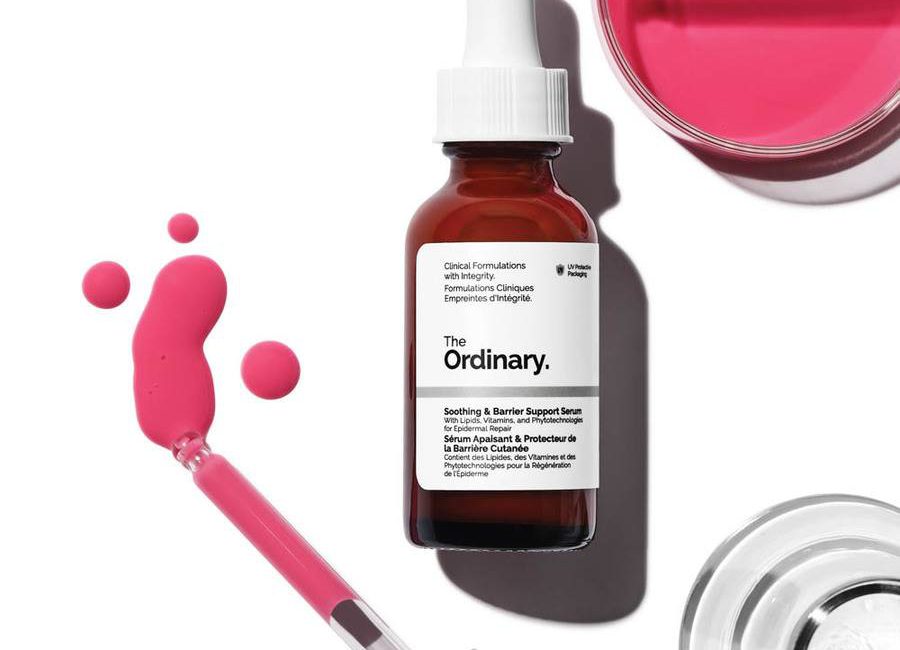 Clinical Formulations
with Integrity.
Formulations Cliniques
Empreintes d'Intégrité.
UV Protective
Packaging
The
Ordinary.
Soothing & Barrier Support Serum
With Lipids, Vitamins, and Phytotechnologies
for Epidermal Repair
Sérum Apaisant & Protecteur de
la Barrière Cutanée
Contient des Lipides, des Vitamines et des
Phytotechnologies pour la Régénération
de l'Épiderme